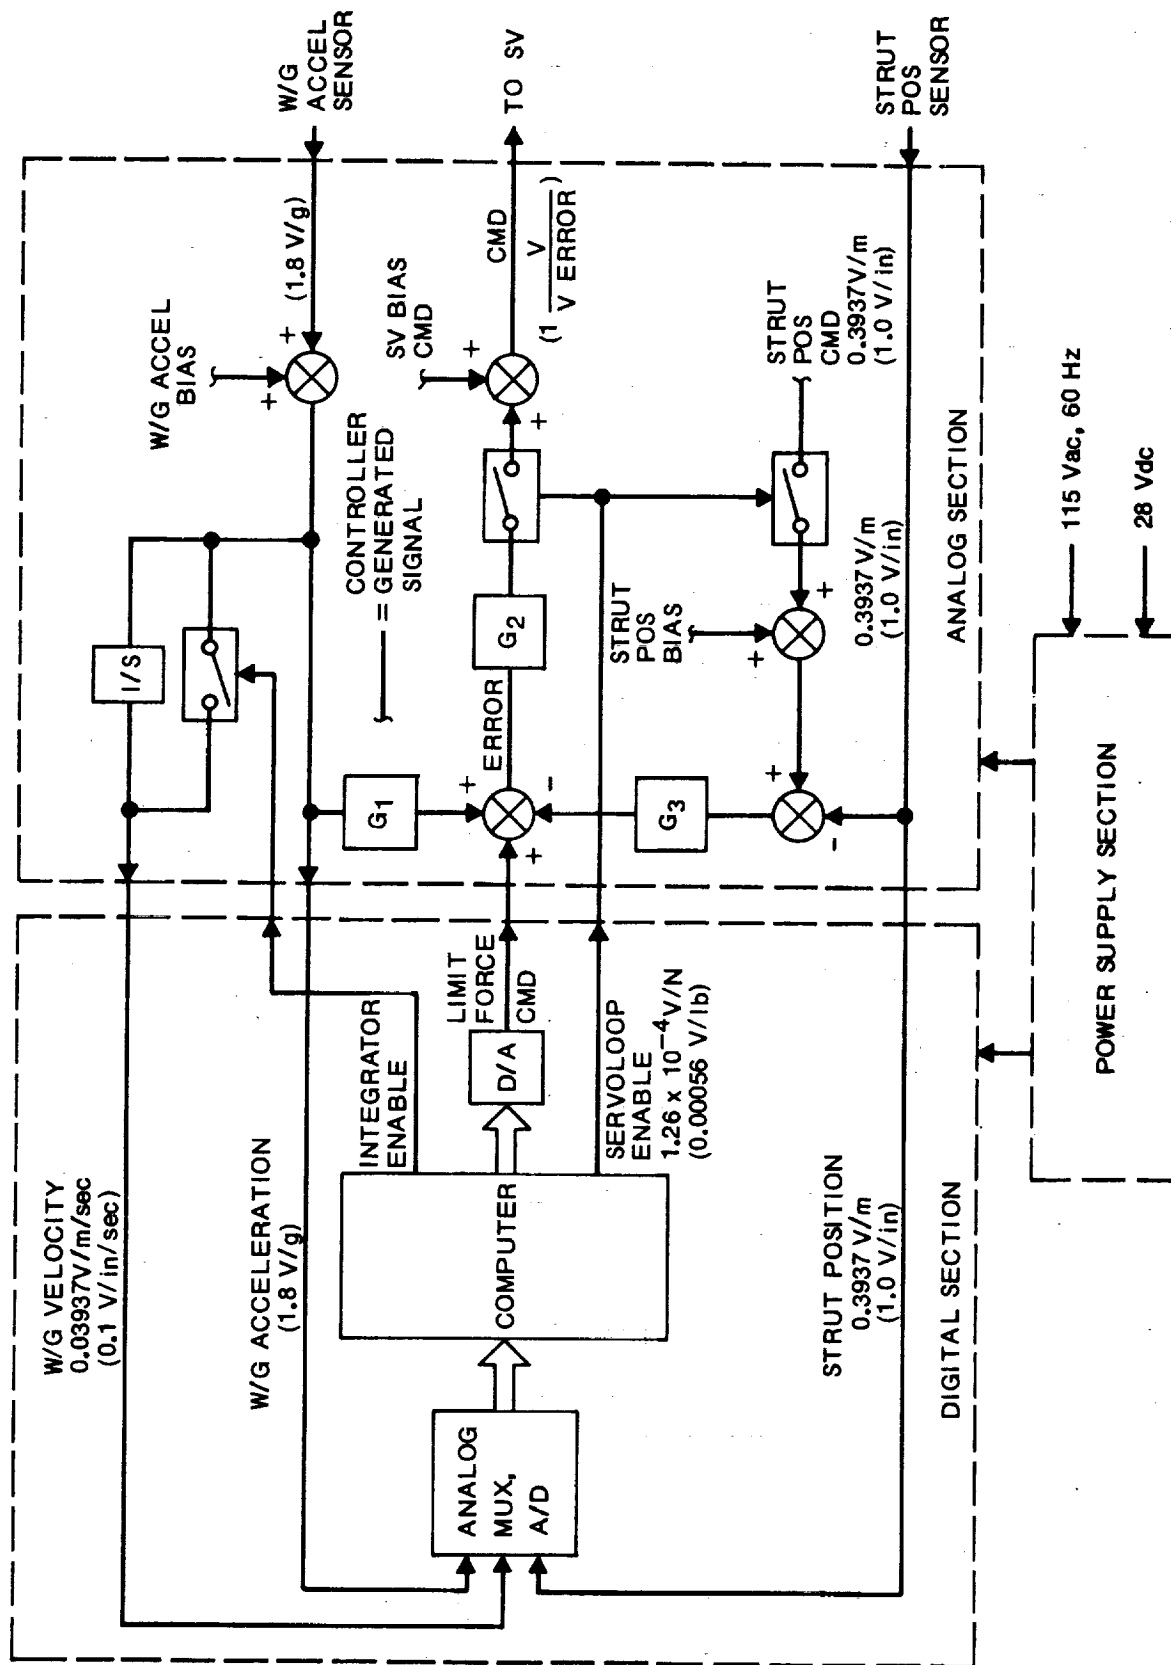 W/G VELOCITY
0.03937V/m/sec
(0.1 V/in/sec)
W/G ACCELERATION
(1.8 V/g)
INTEGRATOR
ENABLE
ANALOG
MUX,
A/D
COMPUTER
D/A
LIMIT
FORCE
CMD
SERVOLOOP
ENABLE
1.26 x 10⁻⁴ V/N
(0.00056 V/lb)
STRUT POSITION
0.3937 V/m
(1.0 V/in)
DIGITAL SECTION
I/S
W/G ACCEL
BIAS
+
+
(1.8 V/g)
W/G
ACCEL
SENSOR
G1
CONTROLLER
= GENERATED
SIGNAL
+
+
-
ERROR
G2
SV BIAS
CMD
+
+
CMD
(1 V / V ERROR)
TO SV
G3
STRUT
POS
BIAS
+
+
+
-
STRUT
POS
CMD
0.3937V/m
(1.0 V/in)
0.3937 V/m
(1.0 V/in)
STRUT
POS
SENSOR
ANALOG SECTION
POWER SUPPLY SECTION
115 Vac, 60 Hz
28 Vdc